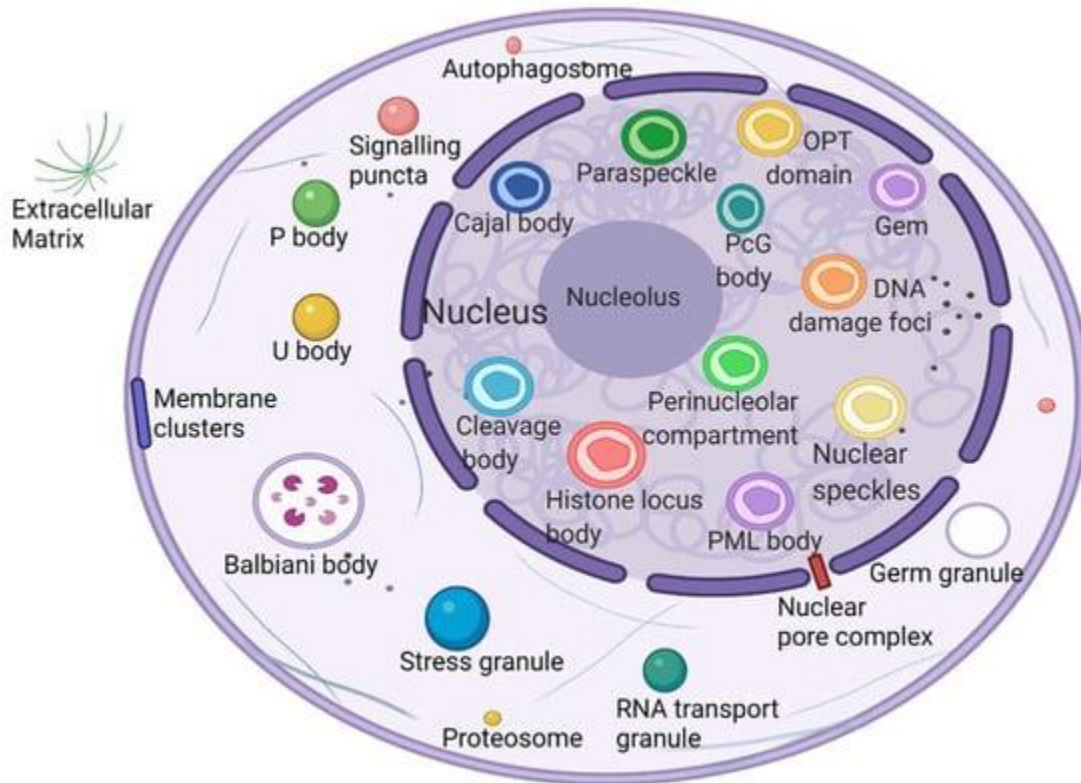 Autophagosome
Signalling
puncta
Extracellular
Matrix
P body
U body
Membrane
clusters
Balbiani body
Stress granule
Proteosome
RNA transport
granule
Nuclear
pore complex
Germ granule
Nucleus
Nucleolus
Cajal body
Paraspeckle
OPT
domain
Gem
PcG
body
DNA
damage foci
Perinucleolar
compartment
Cleavage
body
Histone locus
body
Nuclear
speckles
PML body